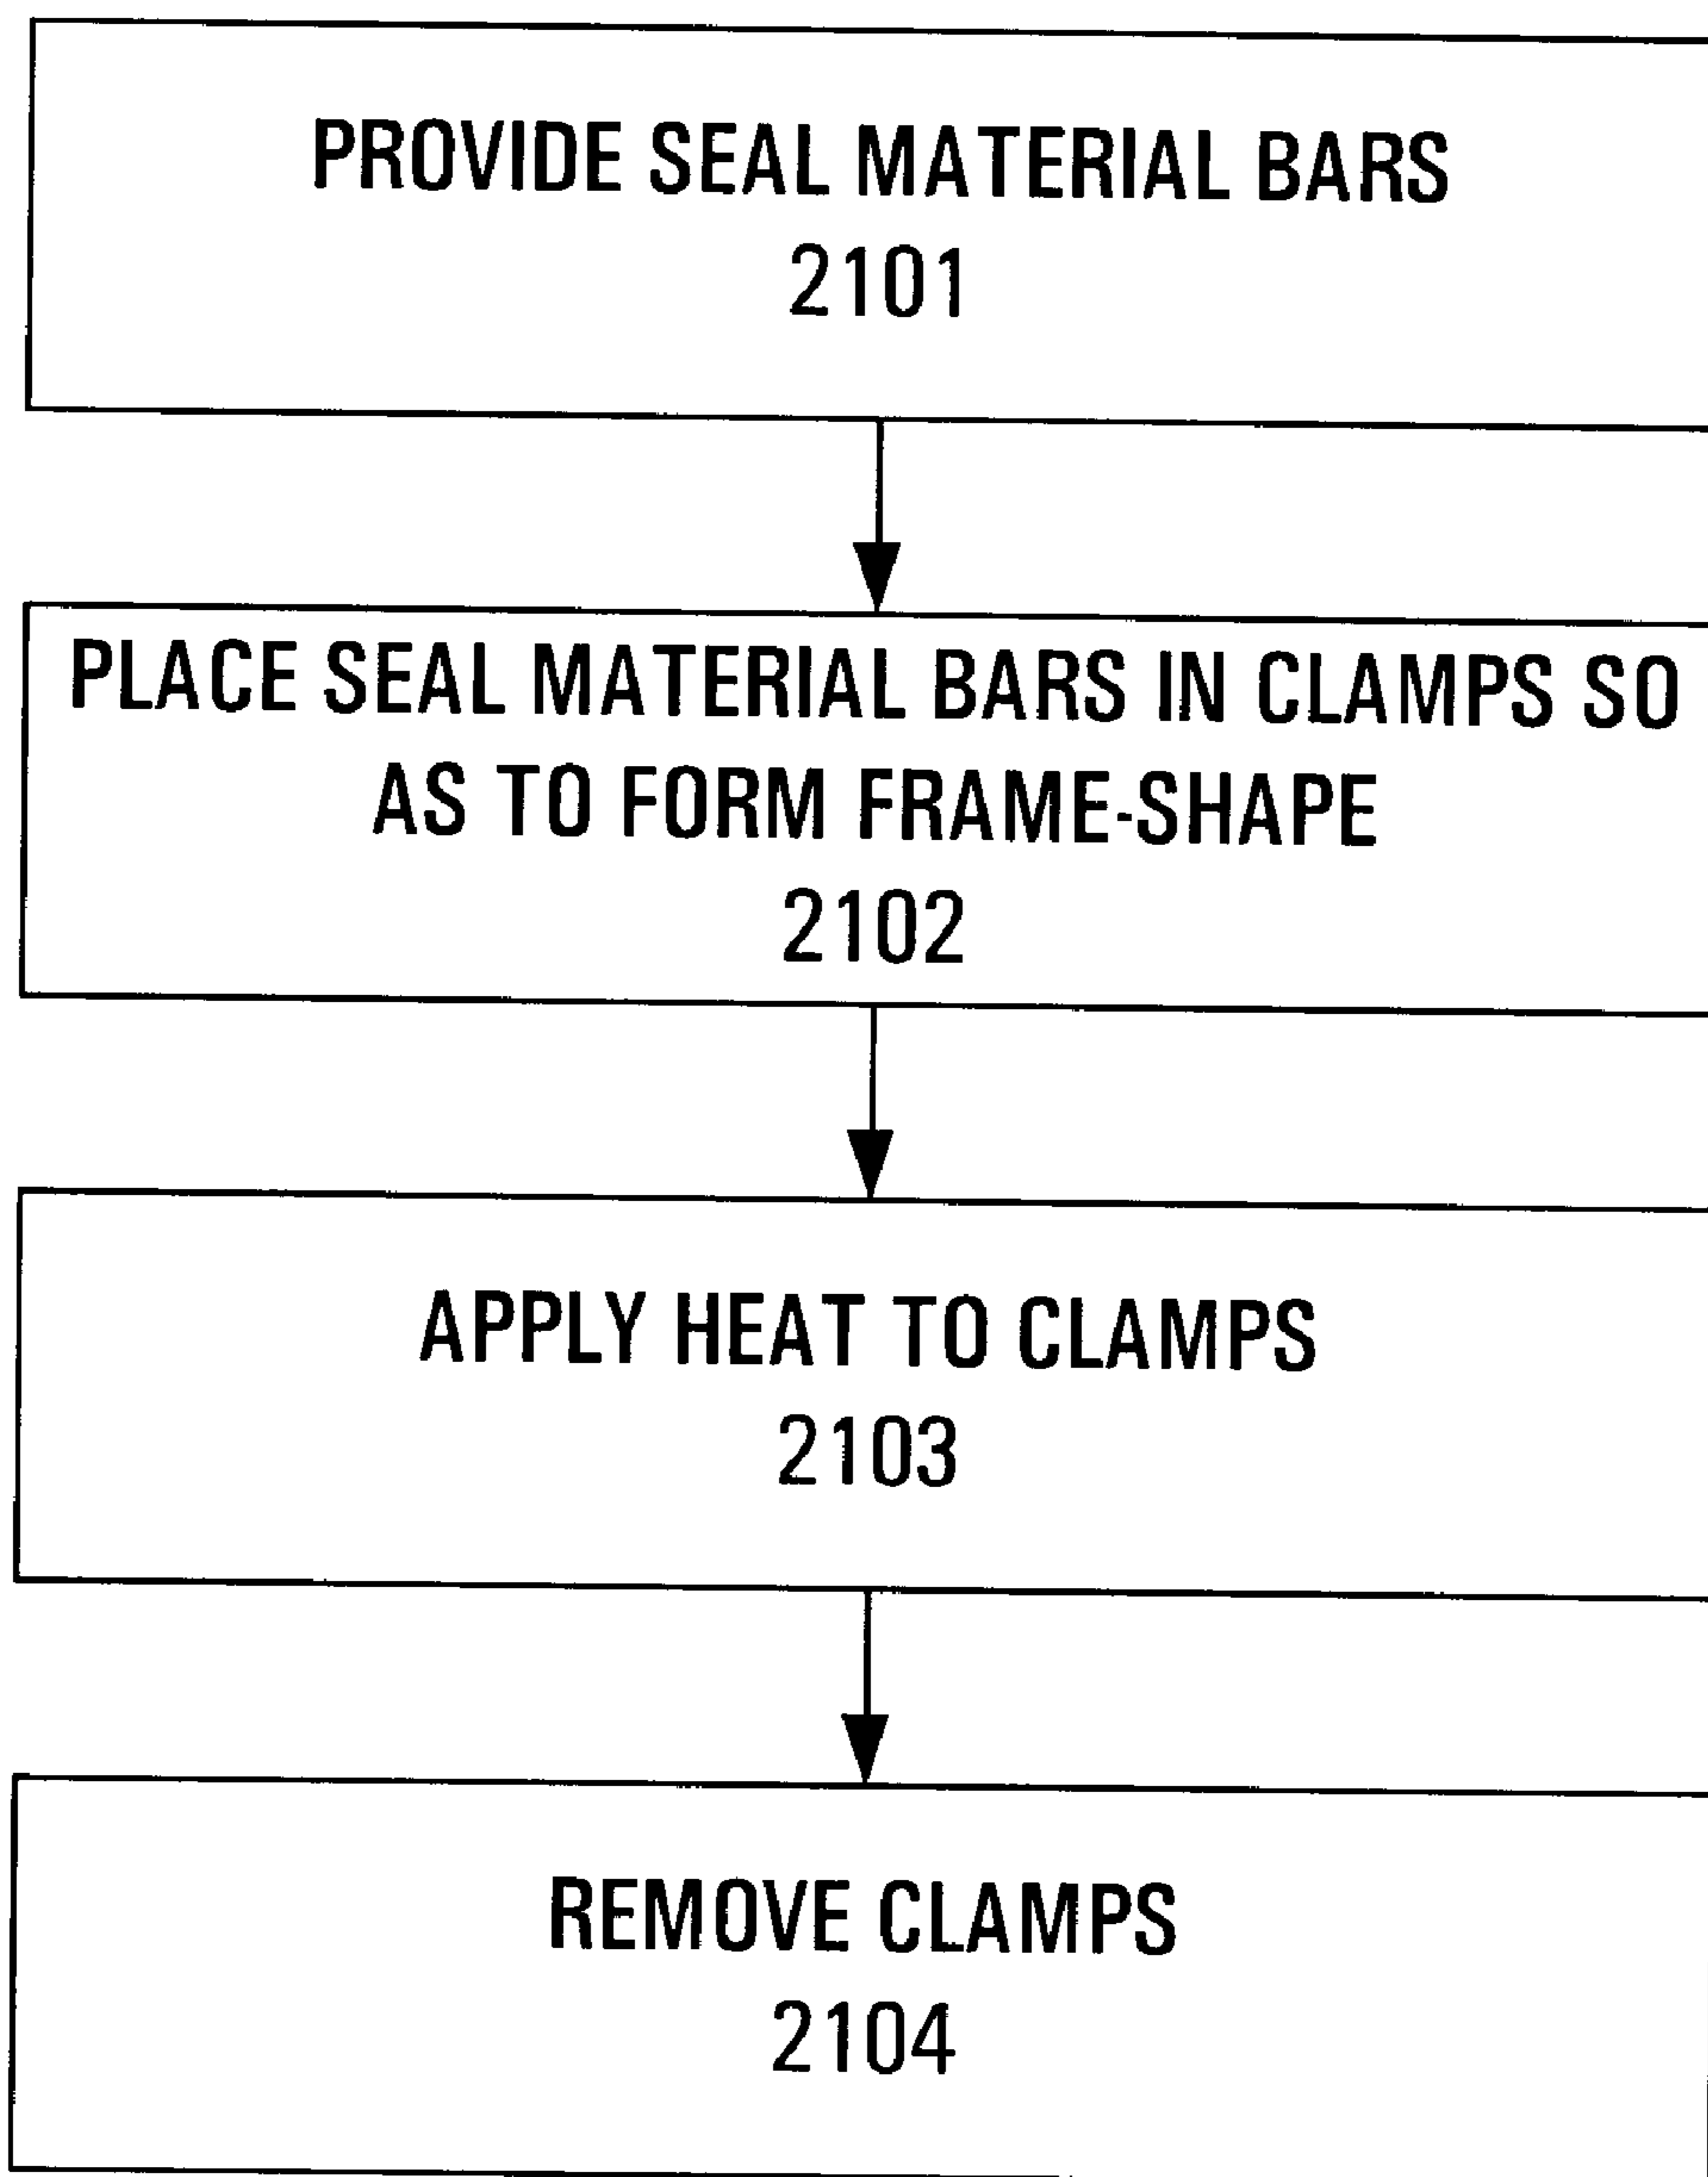 PROVIDE SEAL MATERIAL BARS
2101
PLACE SEAL MATERIAL BARS IN CLAMPS SO
AS TO FORM FRAME-SHAPE
2102
APPLY HEAT TO CLAMPS
2103
REMOVE CLAMPS
2104